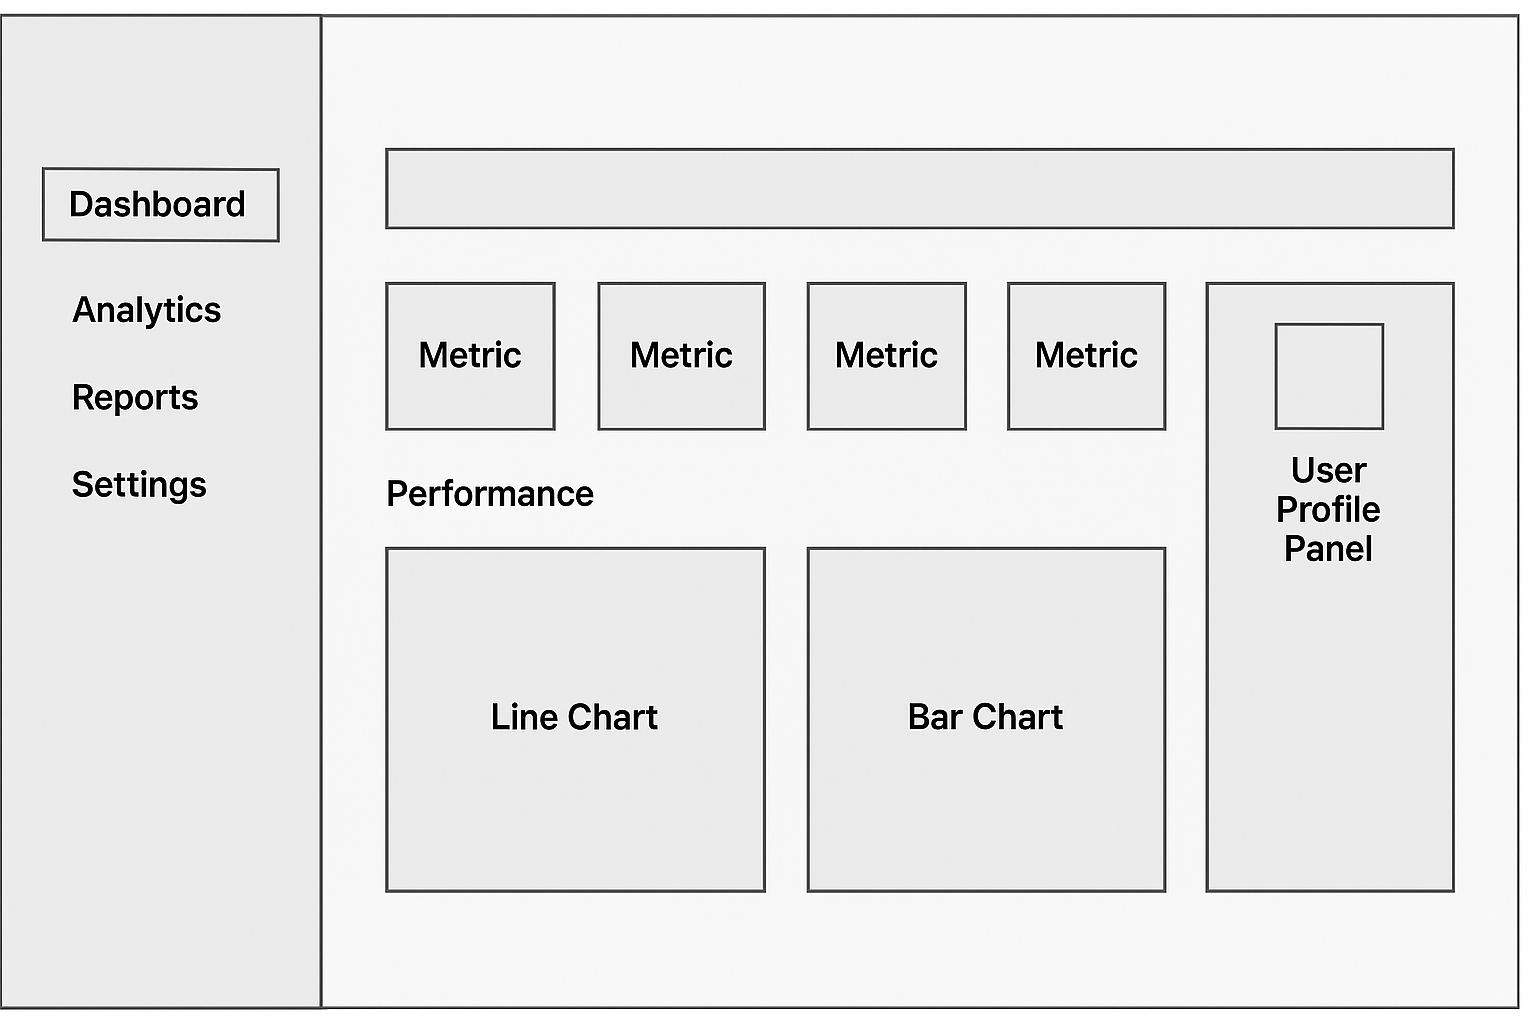 Dashboard
Analytics
Reports
Settings
Metric
Metric
Metric
Metric
Performance
Line Chart
Bar Chart
User
Profile
Panel